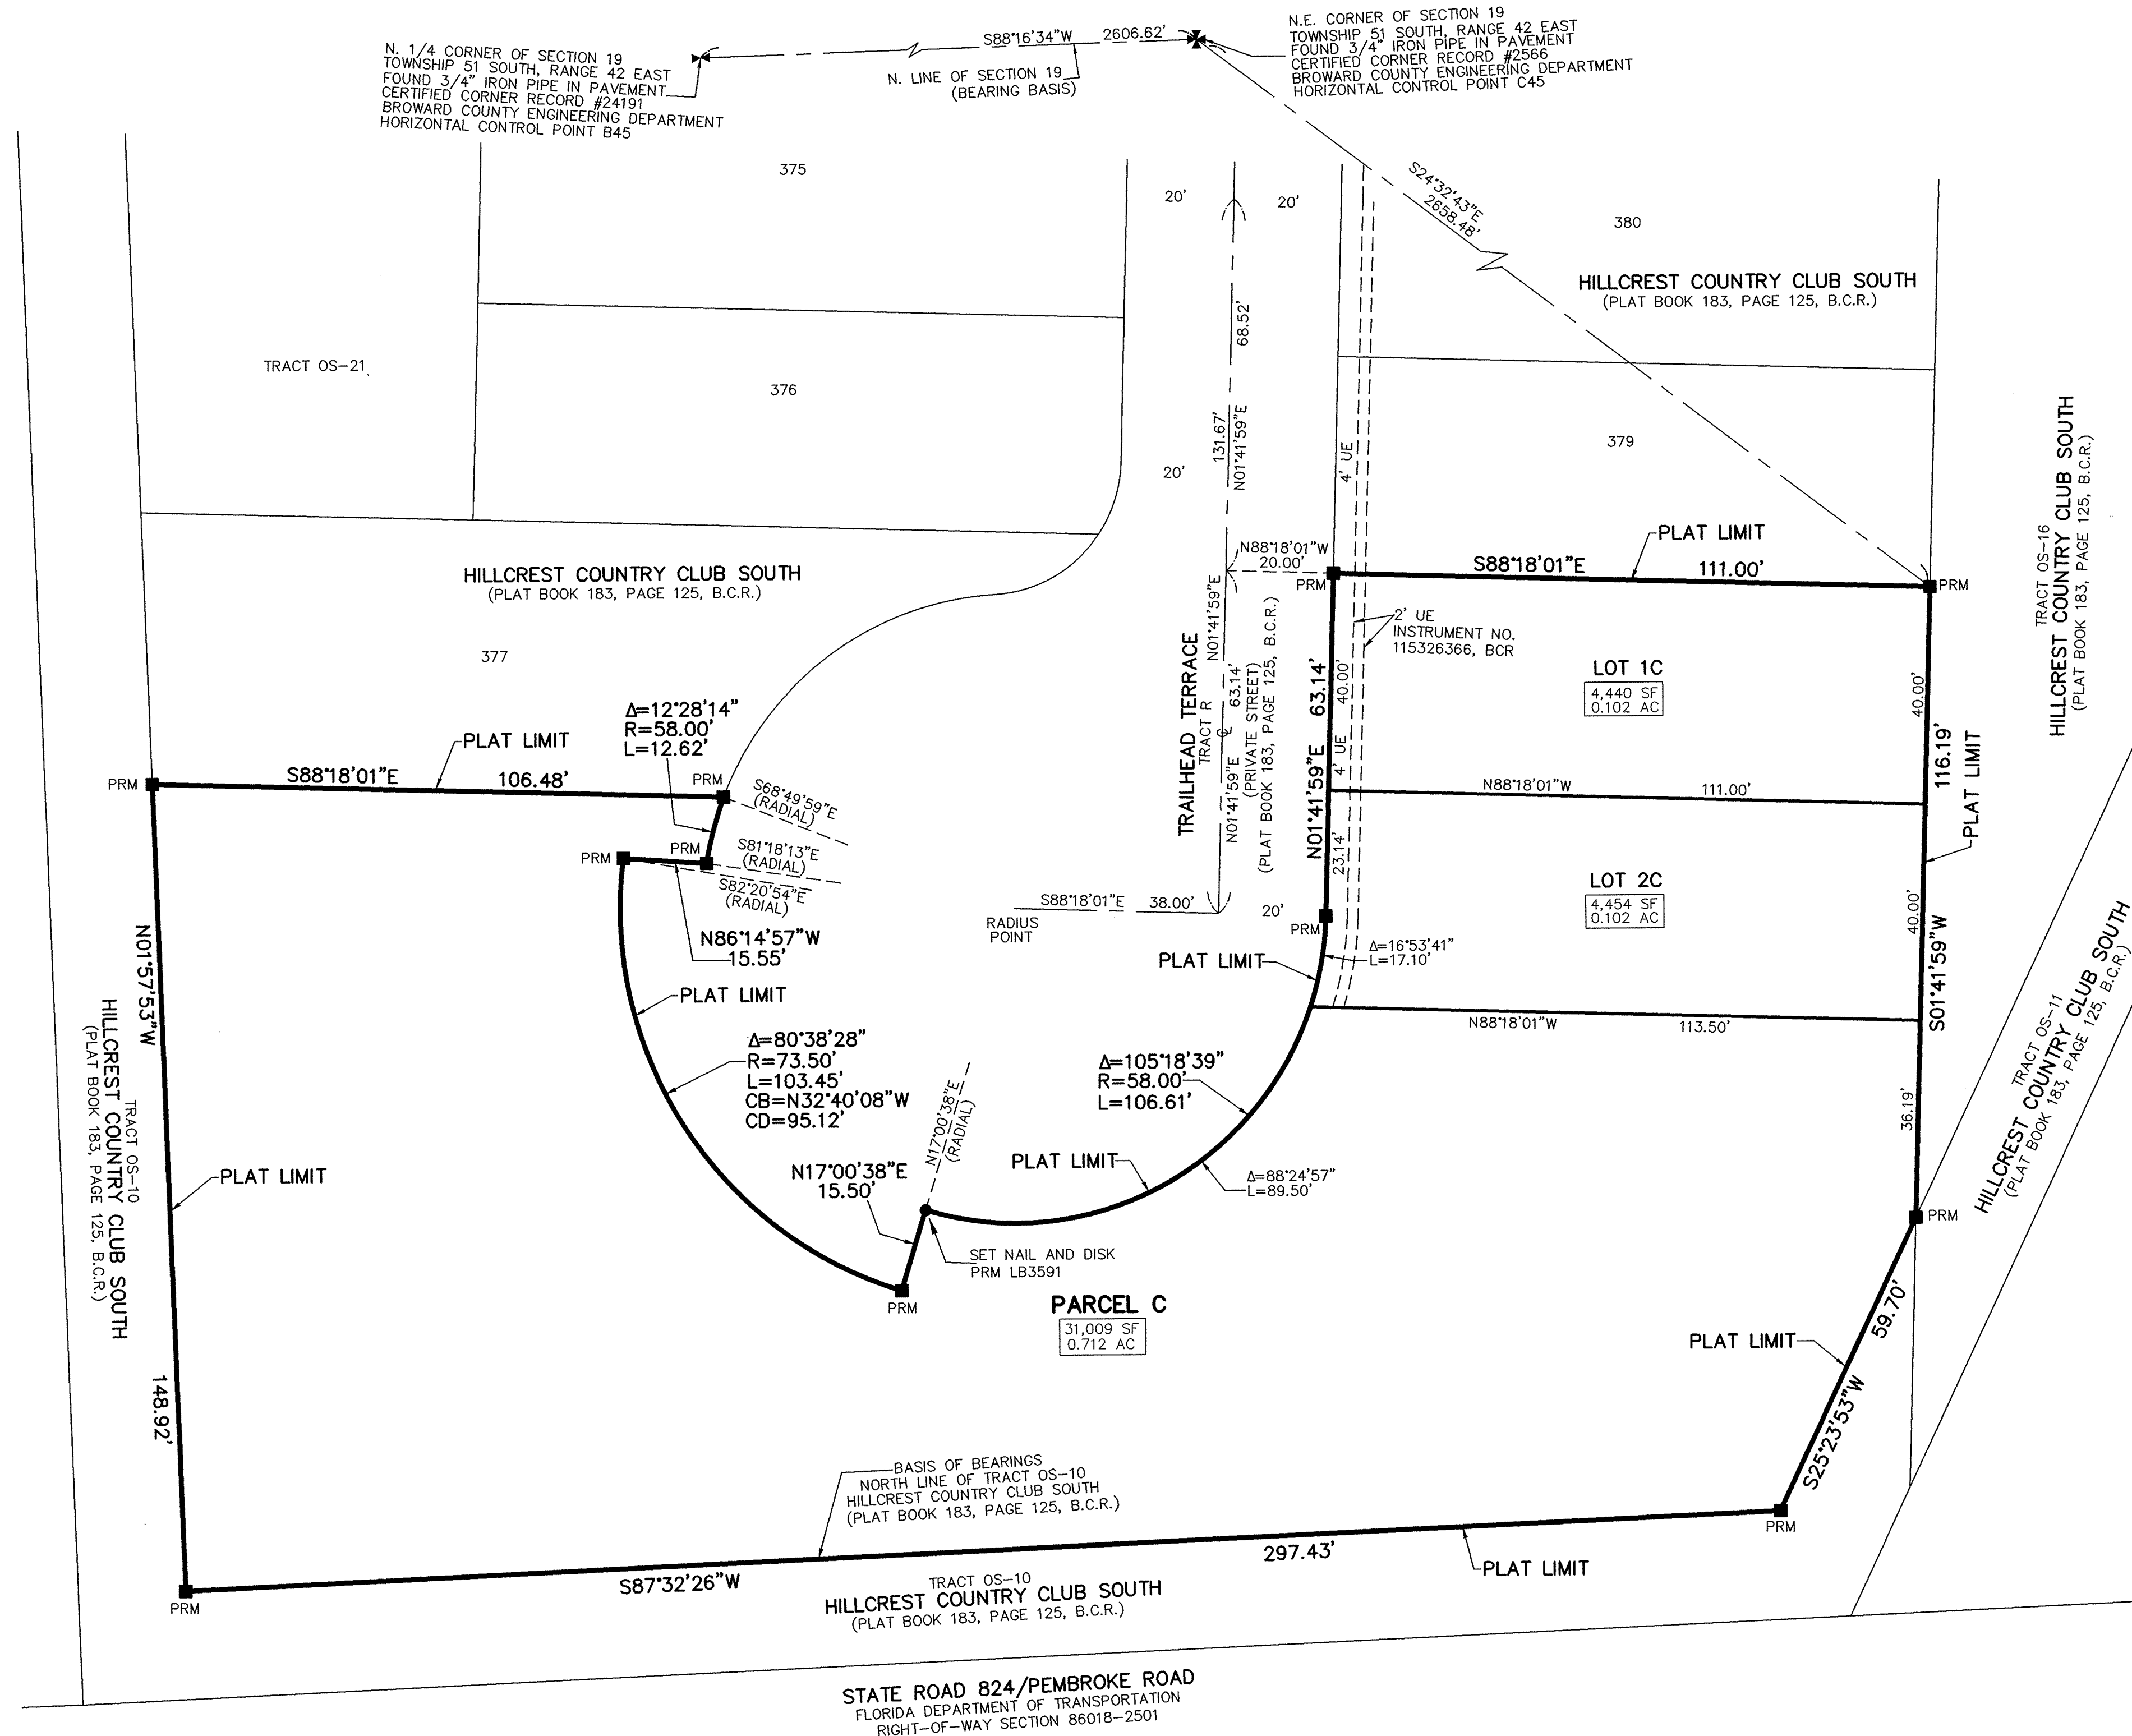 N. 1/4 CORNER OF SECTION 19
TOWNSHIP 51 SOUTH, RANGE 42 EAST
FOUND 3/4" IRON PIPE IN PAVEMENT
CERTIFIED CORNER RECORD #24191
BROWARD COUNTY ENGINEERING DEPARTMENT
HORIZONTAL CONTROL POINT B45
S88°16'34"W 2606.62'
N. LINE OF SECTION 19
(BEARING BASIS)
N.E. CORNER OF SECTION 19
TOWNSHIP 51 SOUTH, RANGE 42 EAST
FOUND 3/4" IRON PIPE IN PAVEMENT
CERTIFIED CORNER RECORD #2566
BROWARD COUNTY ENGINEERING DEPARTMENT
HORIZONTAL CONTROL POINT C45
375
20'
20'
S24°32'43"E
2658.48'
380
HILLCREST COUNTRY CLUB SOUTH
(PLAT BOOK 183, PAGE 125, B.C.R.)
68.52'
TRACT OS-21
376
131.67'
N01°41'59"E
20'
4' UE
379
TRACT OS-16
HILLCREST COUNTRY CLUB SOUTH
(PLAT BOOK 183, PAGE 125, B.C.R.)
HILLCREST COUNTRY CLUB SOUTH
(PLAT BOOK 183, PAGE 125, B.C.R.)
377
N88°18'01"W
20.00'
PRM
S88°18'01"E 111.00'
PLAT LIMIT
PRM
2' UE
INSTRUMENT NO.
115326366, BCR
LOT 1C
4,440 SF
0.102 AC
40.00'
116.19'
PLAT LIMIT
TRAILHEAD TERRACE
TRACT R
N01°41'59"E
N01°41'59"E ℄ 63.14'
(PRIVATE STREET)
(PLAT BOOK 183, PAGE 125, B.C.R.)
N01°41'59"E 63.14'
40.00'
4' UE
23.14'
N88°18'01"W 111.00'
Δ=12°28'14"
R=58.00'
L=12.62'
PLAT LIMIT
PRM
S88°18'01"E 106.48'
PRM
S68°49'59"E
(RADIAL)
PRM
PRM
S81°18'13"E
(RADIAL)
S82°20'54"E
(RADIAL)
N86°14'57"W
15.55'
PLAT LIMIT
RADIUS
POINT
S88°18'01"E 38.00'
20'
PRM
PLAT LIMIT
Δ=16°53'41"
L=17.10'
LOT 2C
4,454 SF
0.102 AC
40.00'
S01°41'59"W
N88°18'01"W 113.50'
36.19'
PRM
TRACT OS-11
HILLCREST COUNTRY CLUB SOUTH
(PLAT BOOK 183, PAGE 125, B.C.R.)
N01°57'53"W
148.92'
TRACT OS-10
HILLCREST COUNTRY CLUB SOUTH
(PLAT BOOK 183, PAGE 125, B.C.R.)
PLAT LIMIT
Δ=80°38'28"
R=73.50'
L=103.45'
CB=N32°40'08"W
CD=95.12'
N17°00'38"E
(RADIAL)
N17°00'38"E
15.50'
Δ=105°18'39"
R=58.00'
L=106.61'
PLAT LIMIT
Δ=88°24'57"
L=89.50'
SET NAIL AND DISK
PRM LB3591
PRM
PARCEL C
31,009 SF
0.712 AC
PLAT LIMIT
59.70'
S25°23'53"W
PRM
BASIS OF BEARINGS
NORTH LINE OF TRACT OS-10
HILLCREST COUNTRY CLUB SOUTH
(PLAT BOOK 183, PAGE 125, B.C.R.)
PRM
S87°32'26"W 297.43'
PLAT LIMIT
TRACT OS-10
HILLCREST COUNTRY CLUB SOUTH
(PLAT BOOK 183, PAGE 125, B.C.R.)
STATE ROAD 824/PEMBROKE ROAD
FLORIDA DEPARTMENT OF TRANSPORTATION
RIGHT-OF-WAY SECTION 86018-2501